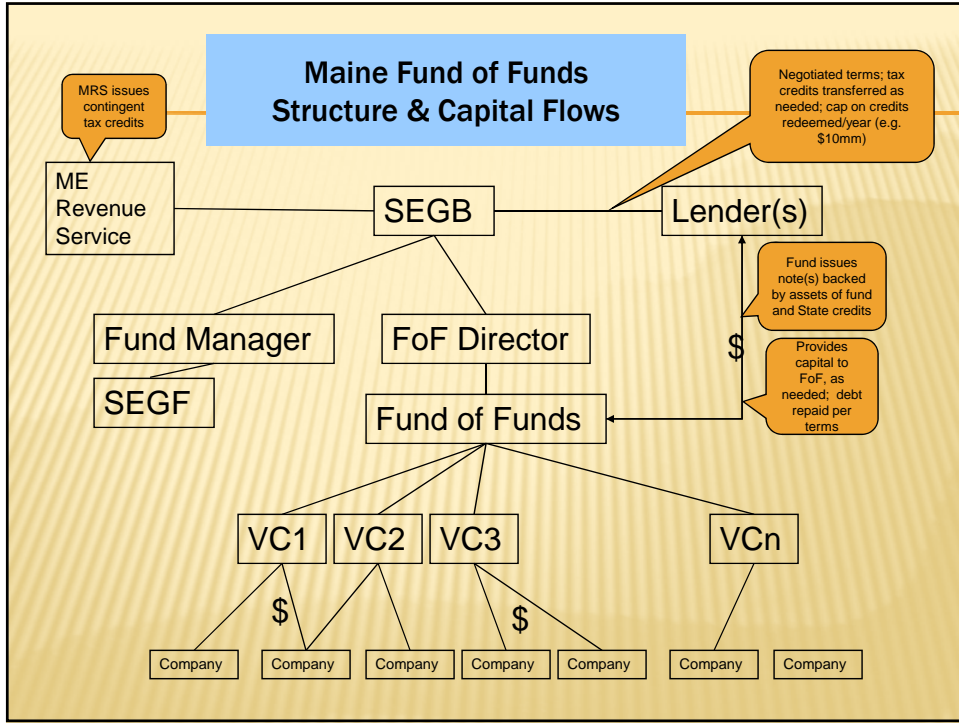 Maine Fund of Funds
Structure & Capital Flows
MRS issues
contingent
tax credits
Negotiated terms; tax
credits transferred as
needed; cap on credits
redeemed/year (e.g.
$10mm)
ME
Revenue
Service
SEGB
Lender(s)
Fund issues
note(s) backed
by assets of fund
and State credits
Fund Manager
FoF Director
$
Provides
capital to
FoF, as
needed; debt
repaid per
terms
SEGF
Fund of Funds
VC1
VC2
VC3
VCn
$
$
Company
Company
Company
Company
Company
Company
Company